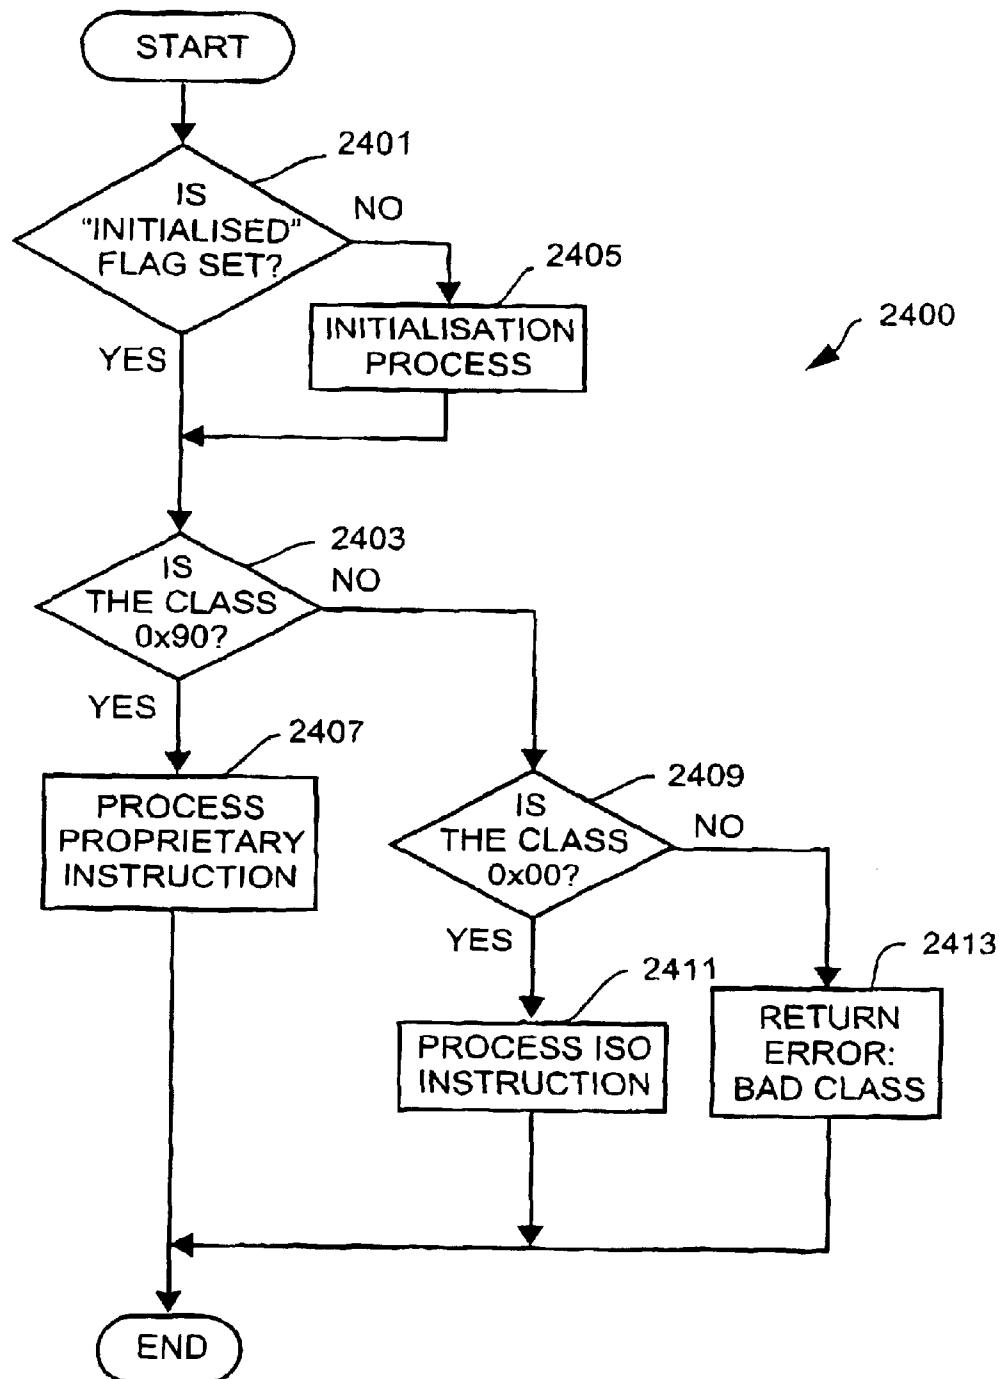 START
2401
IS
"INITIALISED"
FLAG SET?
NO
2405
INITIALISATION
PROCESS
2400
YES
2403
IS
THE CLASS
0x90?
NO
YES
2407
PROCESS
PROPRIETARY
INSTRUCTION
2409
IS
THE CLASS
0x00?
NO
YES
2411
PROCESS ISO
INSTRUCTION
2413
RETURN
ERROR:
BAD CLASS
END